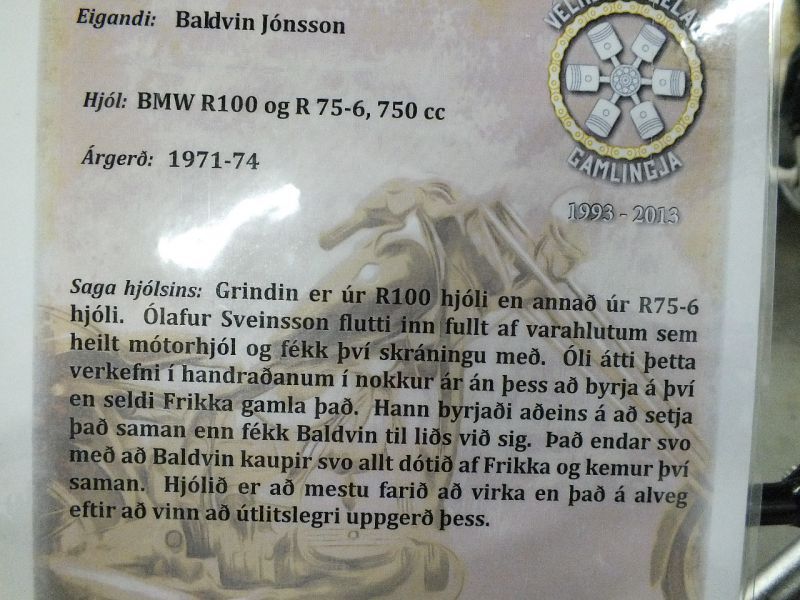 Eigandi: Baldvin Jónsson
GAMLINGJA
1993 - 2013
Hjól: BMW R100 og R 75-6, 750 cc
Árgerð: 1971-74
Saga hjólsins: Grindin er úr R100 hjóli en annað úr R75-6
hjóli. Ólafur Sveinsson flutti inn fullt af varahlutum sem
heilt mótorhjól og fékk því skráningu með. Óli átti þetta
verkefni í handraðanum í nokkur ár án þess að byrja á því
en seldi Frikka gamla það. Hann byrjaði aðeins á að setja
það saman enn fékk Baldvin til liðs við sig. Það endar svo
með að Baldvin kaupir svo allt dótið af Frikka og kemur því
saman. Hjólið er að mestu farið að virka en það á alveg
eftir að vinn að útlitslegri uppgerð þess.